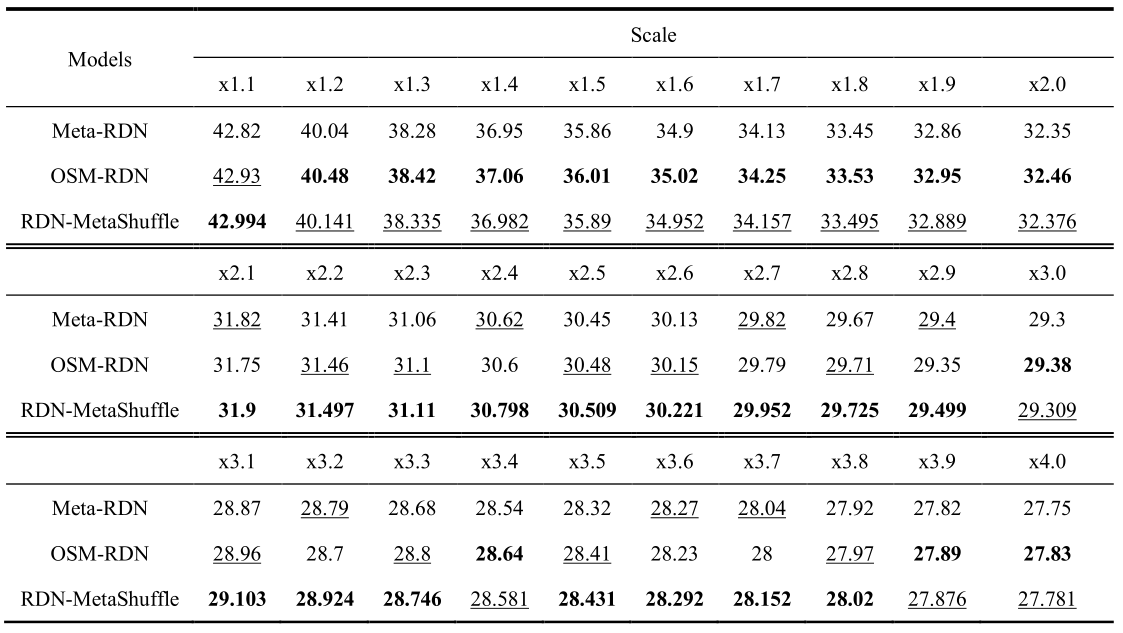 Models Scale
x1.1 x1.2 x1.3 x1.4 x1.5 x1.6 x1.7 x1.8 x1.9 x2.0
Meta-RDN 42.82 40.04 38.28 36.95 35.86 34.9 34.13 33.45 32.86 32.35
OSM-RDN 42.93 40.48 38.42 37.06 36.01 35.02 34.25 33.53 32.95 32.46
RDN-MetaShuffle 42.994 40.141 38.335 36.982 35.89 34.952 34.157 33.495 32.889 32.376
x2.1 x2.2 x2.3 x2.4 x2.5 x2.6 x2.7 x2.8 x2.9 x3.0
Meta-RDN 31.82 31.41 31.06 30.62 30.45 30.13 29.82 29.67 29.4 29.3
OSM-RDN 31.75 31.46 31.1 30.6 30.48 30.15 29.79 29.71 29.35 29.38
RDN-MetaShuffle 31.9 31.497 31.11 30.798 30.509 30.221 29.952 29.725 29.499 29.309
x3.1 x3.2 x3.3 x3.4 x3.5 x3.6 x3.7 x3.8 x3.9 x4.0
Meta-RDN 28.87 28.79 28.68 28.54 28.32 28.27 28.04 27.92 27.82 27.75
OSM-RDN 28.96 28.7 28.8 28.64 28.41 28.23 28 27.97 27.89 27.83
RDN-MetaShuffle 29.103 28.924 28.746 28.581 28.431 28.292 28.152 28.02 27.876 27.781